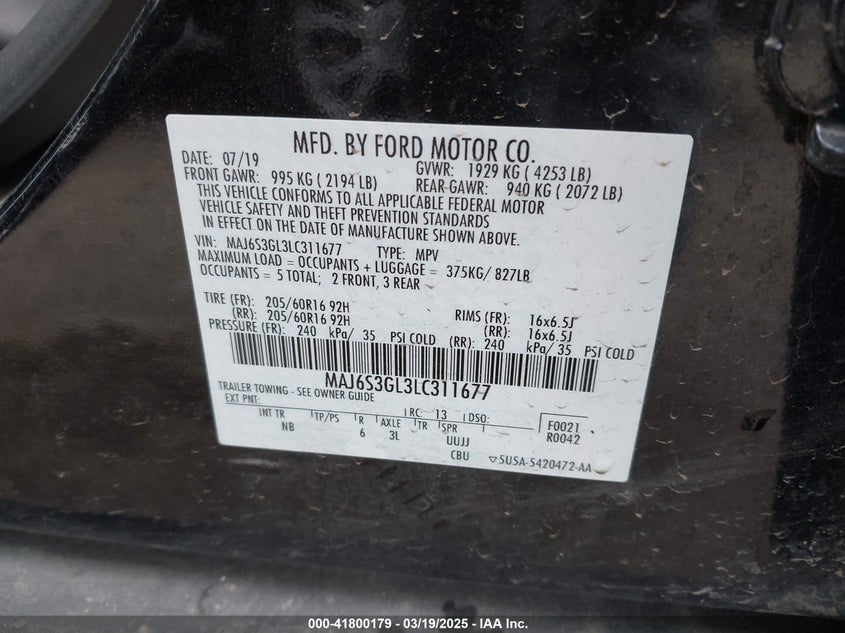 MFD. BY FORD MOTOR CO.
DATE: 07/19 GVWR: 1929 KG ( 4253 LB)
FRONT GAWR: 995 KG ( 2194 LB) REAR GAWR: 940 KG ( 2072 LB)
THIS VEHICLE CONFORMS TO ALL APPLICABLE FEDERAL MOTOR
VEHICLE SAFETY AND THEFT PREVENTION STANDARDS
IN EFFECT ON THE DATE OF MANUFACTURE SHOWN ABOVE.
VIN: MAJ6S3GL3LC311677 TYPE: MPV
MAXIMUM LOAD = OCCUPANTS + LUGGAGE = 375KG/ 827LB
OCCUPANTS = 5 TOTAL; 2 FRONT, 3 REAR
TIRE (FR): 205/60R16 92H RIMS (FR): 16x6.5J
(RR): 205/60R16 92H (RR): 16x6.5J
PRESSURE (FR): 240 kPa/ 35 PSI COLD (RR): 240 kPa/ 35 PSI COLD
MAJ6S3GL3LC311677
TRAILER TOWING - SEE OWNER GUIDE
EXT PNT: RC: 13 DSO: F0021
INT TR TP/PS R AXLE TR SPR R0042
NB 6 3L UUJJ
CBU 5U5A-5420472-AA
000-41800179 - 03/19/2025 - IAA Inc.